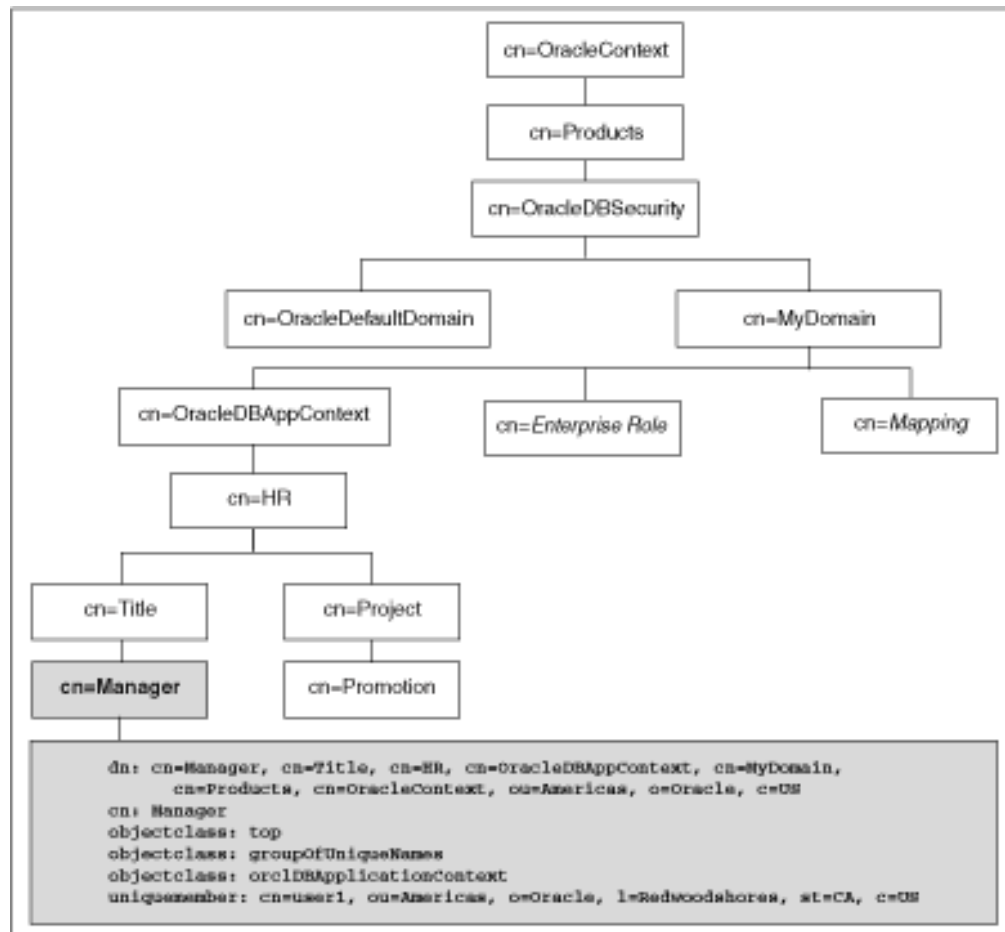 cn=OracleContext
cn=Products
cn=OracleDBSecurity
cn=OracleDefaultDomain
cn=MyDomain
cn=OracleDBAppContext
cn=Enterprise Role
cn=Mapping
cn=HR
cn=Title
cn=Project
cn=Manager
cn=Promotion
dn: cn=Manager, cn=Title, cn=HR, cn=OracleDBAppContext, cn=MyDomain,
cn=Products, cn=OracleContext, ou=Americas, o=Oracle, c=US
cn: Manager
objectclass: top
objectclass: groupOfUniqueNames
objectclass: orclDBApplicationContext
uniquemember: cn=user1, ou=Americas, o=Oracle, l=Redwoodshores, st=CA, c=US